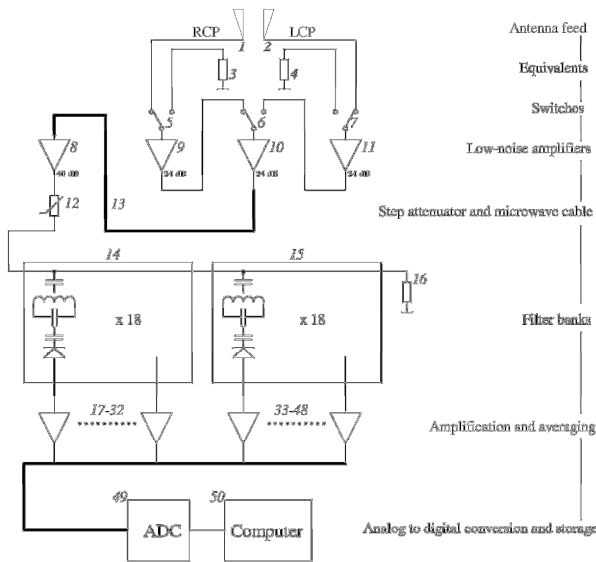 Antenna feed
RCP
LCP
1
2
3
4
Equivalents
Switchos
5
6
7
8
9
10
11
Low-noise amplifiers
40 dB
24 dB
24 dB
24 dB
12
13
Step attenuator and microwave cable
14
15
16
x 18
x 18
Filter banks
17-32
33-48
Amplification and averaging
49
50
ADC
Computer
Analog to digital conversion and storage